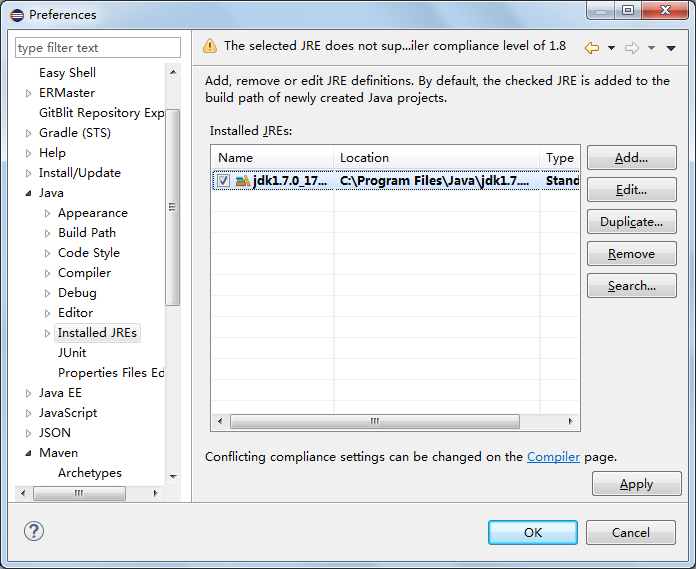 Preferences
type filter text
Easy Shell
ERMaster
GitBlit Repository Exp
Gradle (STS)
Help
Install/Update
Java
Appearance
Build Path
Code Style
Compiler
Debug
Editor
Installed JREs
JUnit
Properties Files Ed
Java EE
JavaScript
JSON
Maven
Archetypes
The selected JRE does not sup...iler compliance level of 1.8
Add, remove or edit JRE definitions. By default, the checked JRE is added to the
build path of newly created Java projects.
Installed JREs:
Name Location Type
jdk1.7.0_17... C:\Program Files\Java\jdk1.7.... Stand
Add...
Edit...
Duplicate...
Remove
Search...
Conflicting compliance settings can be changed on the Compiler page.
Apply
OK Cancel